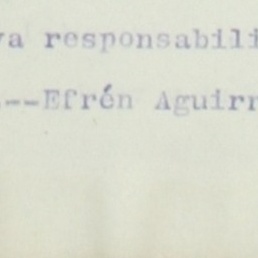 va responsabili
.--Efrén Aguirr